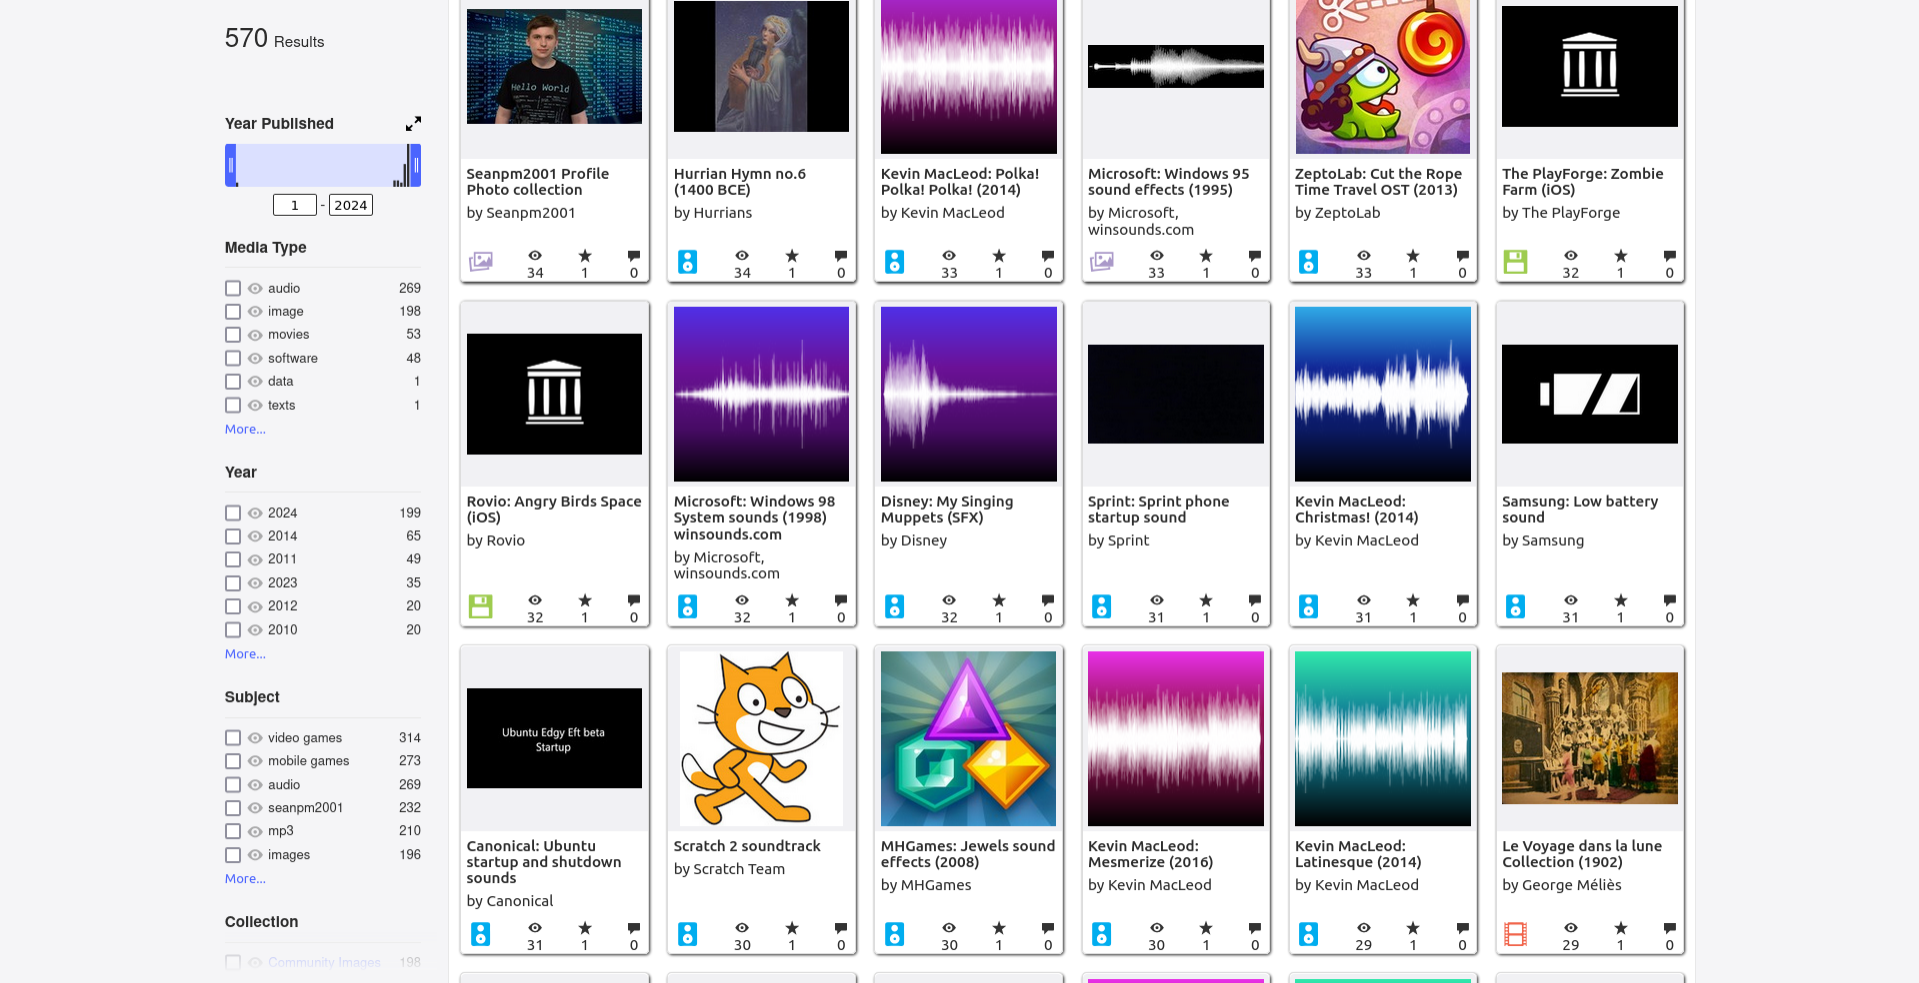 570 Results
Year Published
1 - 2024
Media Type
audio 269
image 198
movies 53
software 48
data 1
texts 1
More...
Year
2024 199
2014 65
2011 49
2023 35
2012 20
2010 20
More...
Subject
video games 314
mobile games 273
audio 269
seanpm2001 232
mp3 210
images 196
More...
Collection
Community Images 198
Hello World
Seanpm2001 Profile
Photo collection
by Seanpm2001
34 1 0
Hurrian Hymn no.6
(1400 BCE)
by Hurrians
34 1 0
Kevin MacLeod: Polka!
Polka! Polka! (2014)
by Kevin MacLeod
33 1 0
Microsoft: Windows 95
sound effects (1995)
by Microsoft,
winsounds.com
33 1 0
ZeptoLab: Cut the Rope
Time Travel OST (2013)
by ZeptoLab
33 1 0
The PlayForge: Zombie
Farm (iOS)
by The PlayForge
32 1 0
Rovio: Angry Birds Space
(iOS)
by Rovio
32 1 0
Microsoft: Windows 98
System sounds (1998)
winsounds.com
by Microsoft,
winsounds.com
32 1 0
Disney: My Singing
Muppets (SFX)
by Disney
32 1 0
Sprint: Sprint phone
startup sound
by Sprint
31 1 0
Kevin MacLeod:
Christmas! (2014)
by Kevin MacLeod
31 1 0
Samsung: Low battery
sound
by Samsung
31 1 0
Ubuntu Edgy Eft beta
Startup
Canonical: Ubuntu
startup and shutdown
sounds
by Canonical
31 1 0
Scratch 2 soundtrack
by Scratch Team
30 1 0
MHGames: Jewels sound
effects (2008)
by MHGames
30 1 0
Kevin MacLeod:
Mesmerize (2016)
by Kevin MacLeod
30 1 0
Kevin MacLeod:
Latinesque (2014)
by Kevin MacLeod
29 1 0
Le Voyage dans la lune
Collection (1902)
by George Méliès
29 1 0